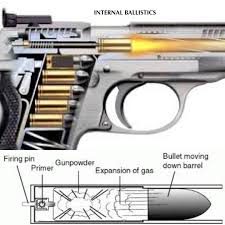 INTERNAL BALLISTICS
Firing pin
Primer
Gunpowder
Expansion of gas
Bullet moving
down barrel